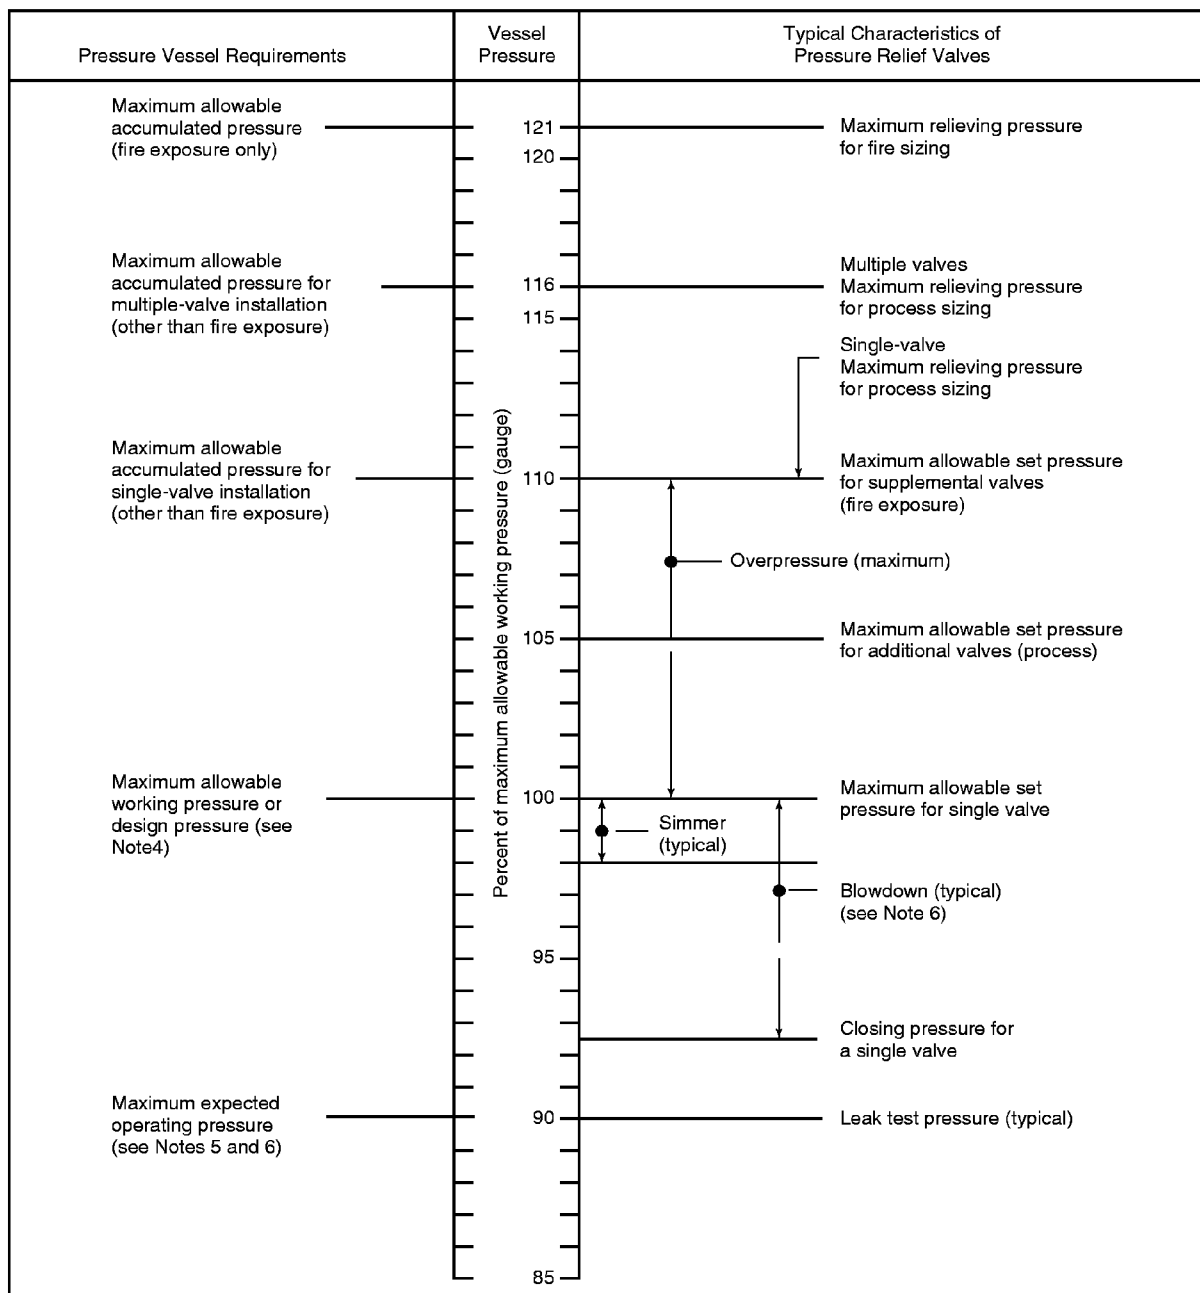 Pressure Vessel Requirements
Vessel
Pressure
Typical Characteristics of
Pressure Relief Valves
Maximum allowable
accumulated pressure
(fire exposure only)
121
Maximum relieving pressure
for fire sizing
120
Maximum allowable
accumulated pressure for
multiple-valve installation
(other than fire exposure)
116
Multiple valves
Maximum relieving pressure
for process sizing
115
Single-valve
Maximum relieving pressure
for process sizing
Percent of maximum allowable working pressure (gauge)
Maximum allowable
accumulated pressure for
single-valve installation
(other than fire exposure)
110
Maximum allowable set pressure
for supplemental valves
(fire exposure)
Overpressure (maximum)
105
Maximum allowable set pressure
for additional valves (process)
Maximum allowable
working pressure or
design pressure (see
Note4)
100
Maximum allowable set
pressure for single valve
Simmer
(typical)
Blowdown (typical)
(see Note 6)
95
Closing pressure for
a single valve
Maximum expected
operating pressure
(see Notes 5 and 6)
90
Leak test pressure (typical)
85